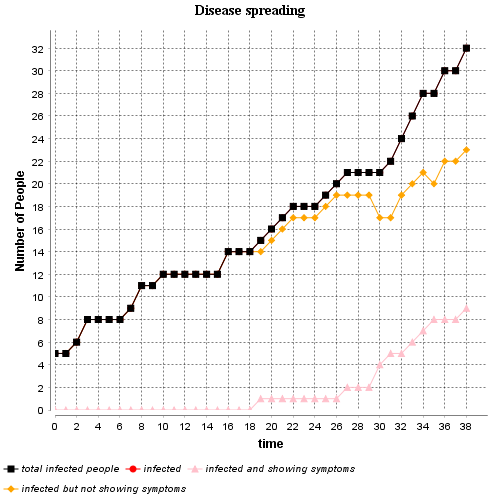 Disease spreading
Number of People
32
30
28
26
24
22
20
18
16
14
12
10
8
6
4
2
0
0 2 4 6 8 10 12 14 16 18 20 22 24 26 28 30 32 34 36 38
time
total infected people infected infected and showing symptoms
infected but not showing symptoms